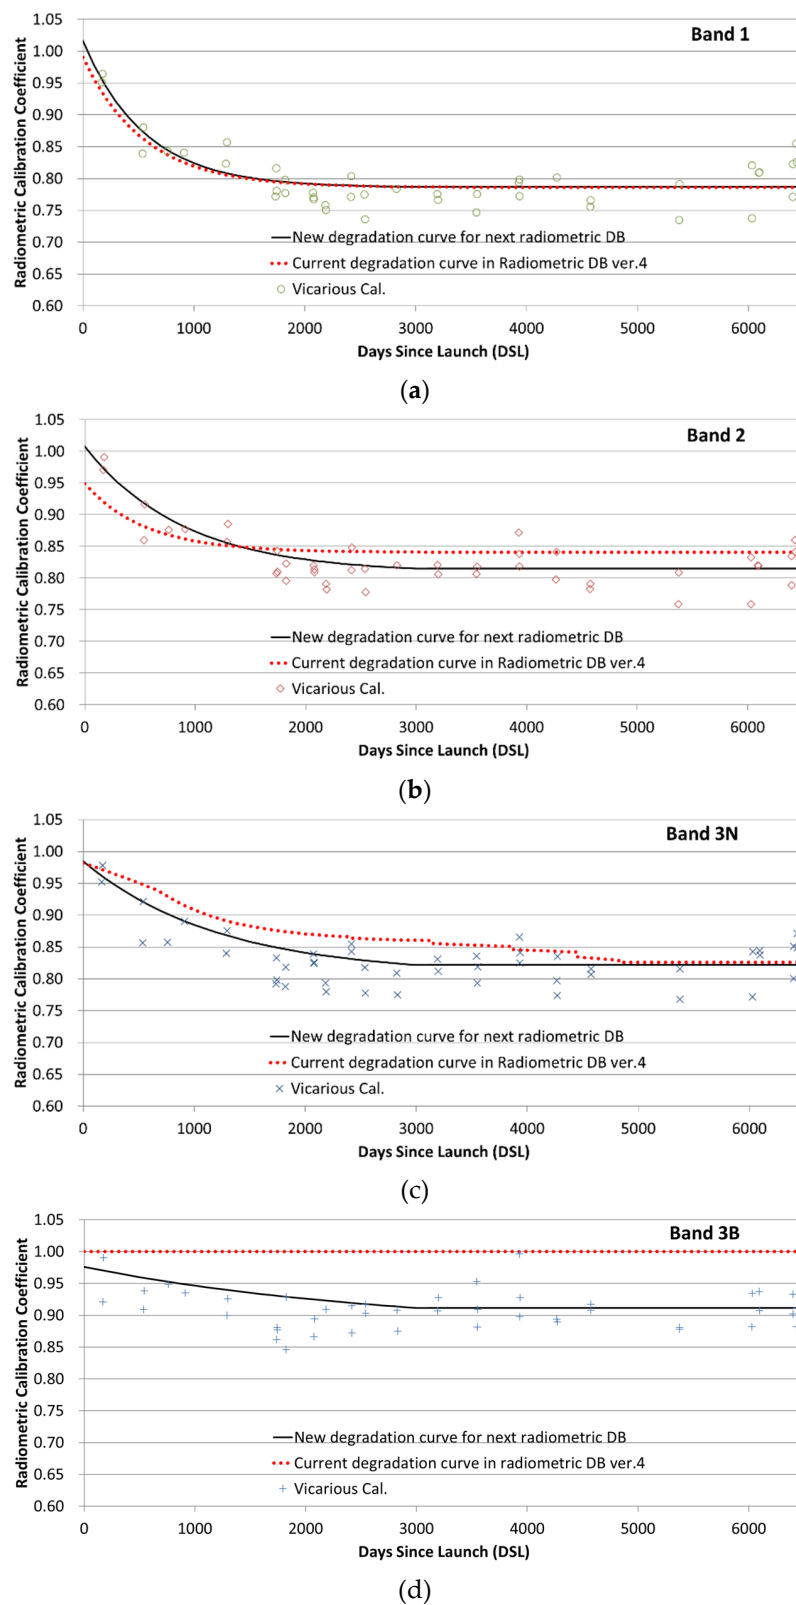 1.05
1.00
0.95
0.90
0.85
0.80
0.75
0.70
0.65
0.60
Radiometric Calibration Coefficient
Band 1
New degradation curve for next radiometric DB
Current degradation curve in Radiometric DB ver.4
Vicarious Cal.
0 1000 2000 3000 4000 5000 6000
Days Since Launch (DSL)
(a)
1.05
1.00
0.95
0.90
0.85
0.80
0.75
0.70
0.65
0.60
Radiometric Calibration Coefficient
Band 2
New degradation curve for next radiometric DB
Current degradation curve in Radiometric DB ver.4
Vicarious Cal.
0 1000 2000 3000 4000 5000 6000
Days Since Launch (DSL)
(b)
1.05
1.00
0.95
0.90
0.85
0.80
0.75
0.70
0.65
0.60
Radiometric Calibration Coefficient
Band 3N
New degradation curve for next radiometric DB
Current degradation curve in Radiometric DB ver.4
Vicarious Cal.
0 1000 2000 3000 4000 5000 6000
Days Since Launch (DSL)
(c)
1.05
1.00
0.95
0.90
0.85
0.80
0.75
0.70
0.65
0.60
Radiometric Calibration Coefficient
Band 3B
New degradation curve for next radiometric DB
Current degradation curve in radiometric DB ver.4
Vicarious Cal.
0 1000 2000 3000 4000 5000 6000
Days Since Launch (DSL)
(d)